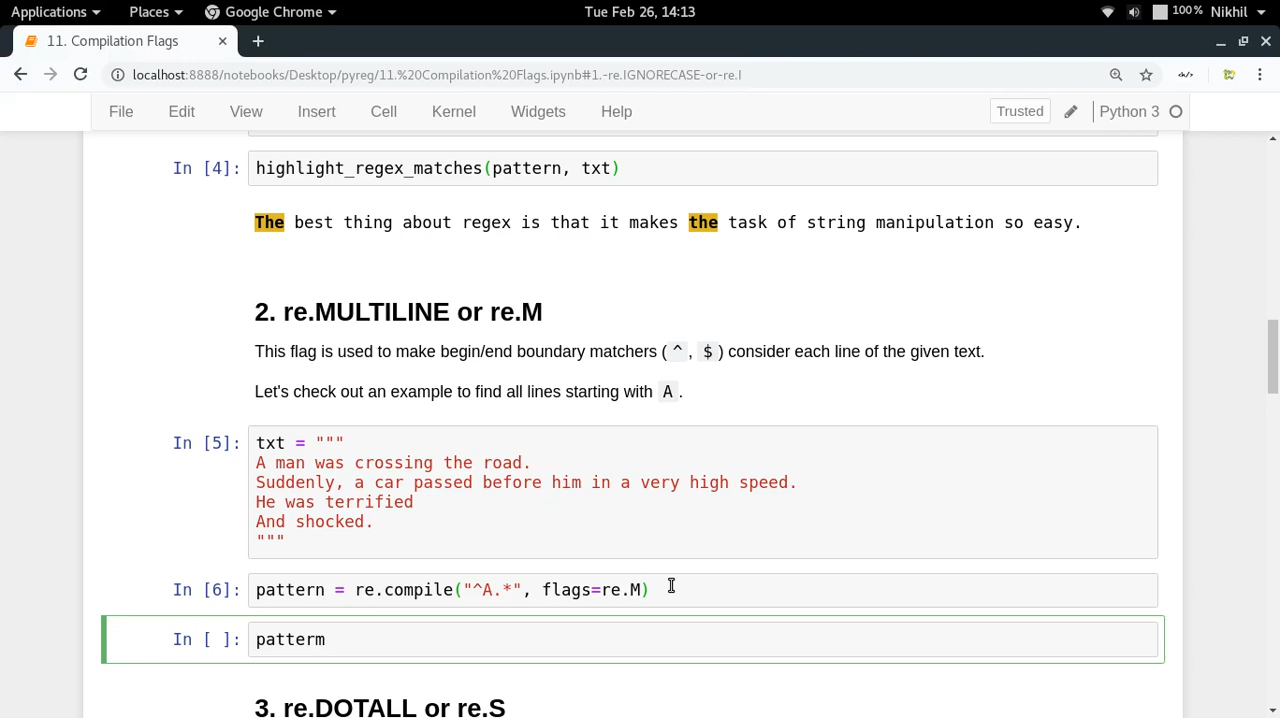 Applications Places Google Chrome Tue Feb 26, 14:13 100% Nikhil
11. Compilation Flags
localhost:8888/notebooks/Desktop/pyreg/11.%20Compilation%20Flags.ipynb#1.-re.IGNORECASE-or-re.I
File Edit View Insert Cell Kernel Widgets Help Trusted Python 3
In [4]: highlight_regex_matches(pattern, txt)
The best thing about regex is that it makes the task of string manipulation so easy.
2. re.MULTILINE or re.M
This flag is used to make begin/end boundary matchers ( ^ , $ ) consider each line of the given text.
Let's check out an example to find all lines starting with A .
In [5]: txt = """
A man was crossing the road.
Suddenly, a car passed before him in a very high speed.
He was terrified
And shocked.
"""
In [6]: pattern = re.compile("^A.*", flags=re.M)
In [ ]: patterm
3. re.DOTALL or re.S